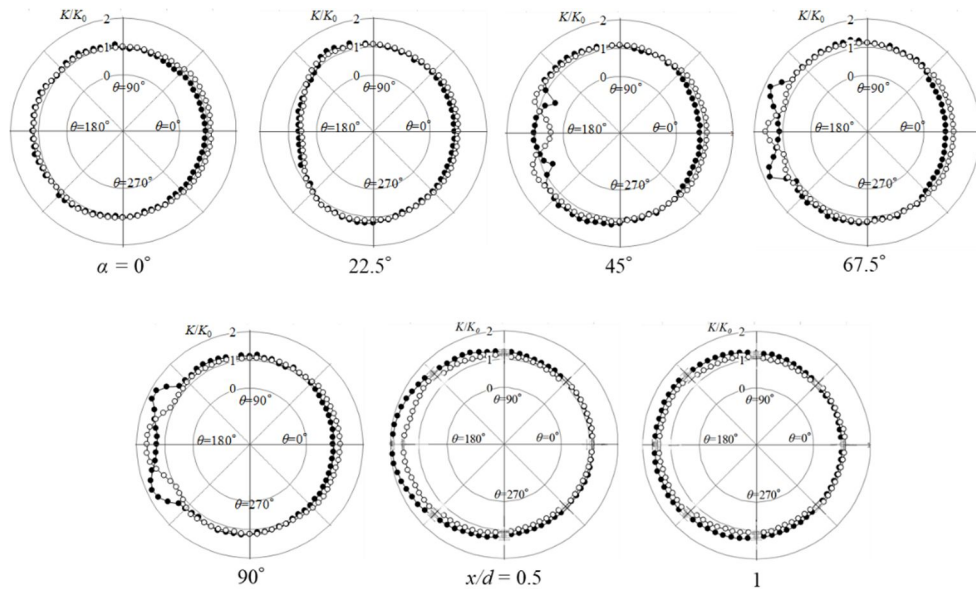 K/K₀ 2 K/K₀ 2 K/K₀ 2 K/K₀ 2
1 1 1 1
0 0 0 0
θ=90° θ=90° θ=90° θ=90°
θ=180° θ=0° θ=180° θ=0° θ=180° θ=0° θ=180° θ=0°
θ=270° θ=270° θ=270° θ=270°
α = 0° 22.5° 45° 67.5°
K/K₀ 2 K/K₀ 2 K/K₀ 2
1 1 1
0 0 0
θ=90° θ=90° θ=90°
θ=180° θ=0° θ=180° θ=0° θ=180° θ=0°
θ=270° θ=270° θ=270°
90° x/d = 0.5 1